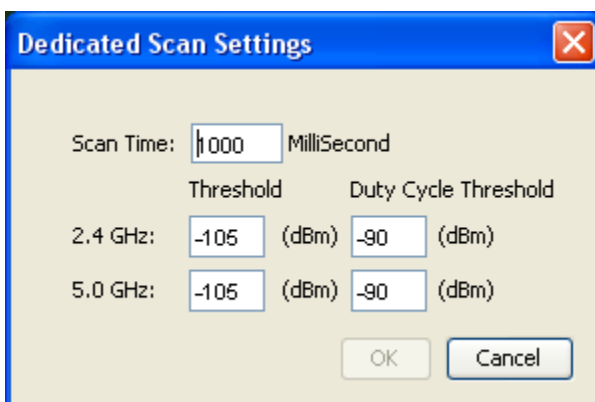 Dedicated Scan Settings
Scan Time: 1000 MilliSecond
Threshold Duty Cycle Threshold
2.4 GHz: -105 (dBm) -90 (dBm)
5.0 GHz: -105 (dBm) -90 (dBm)
OK Cancel